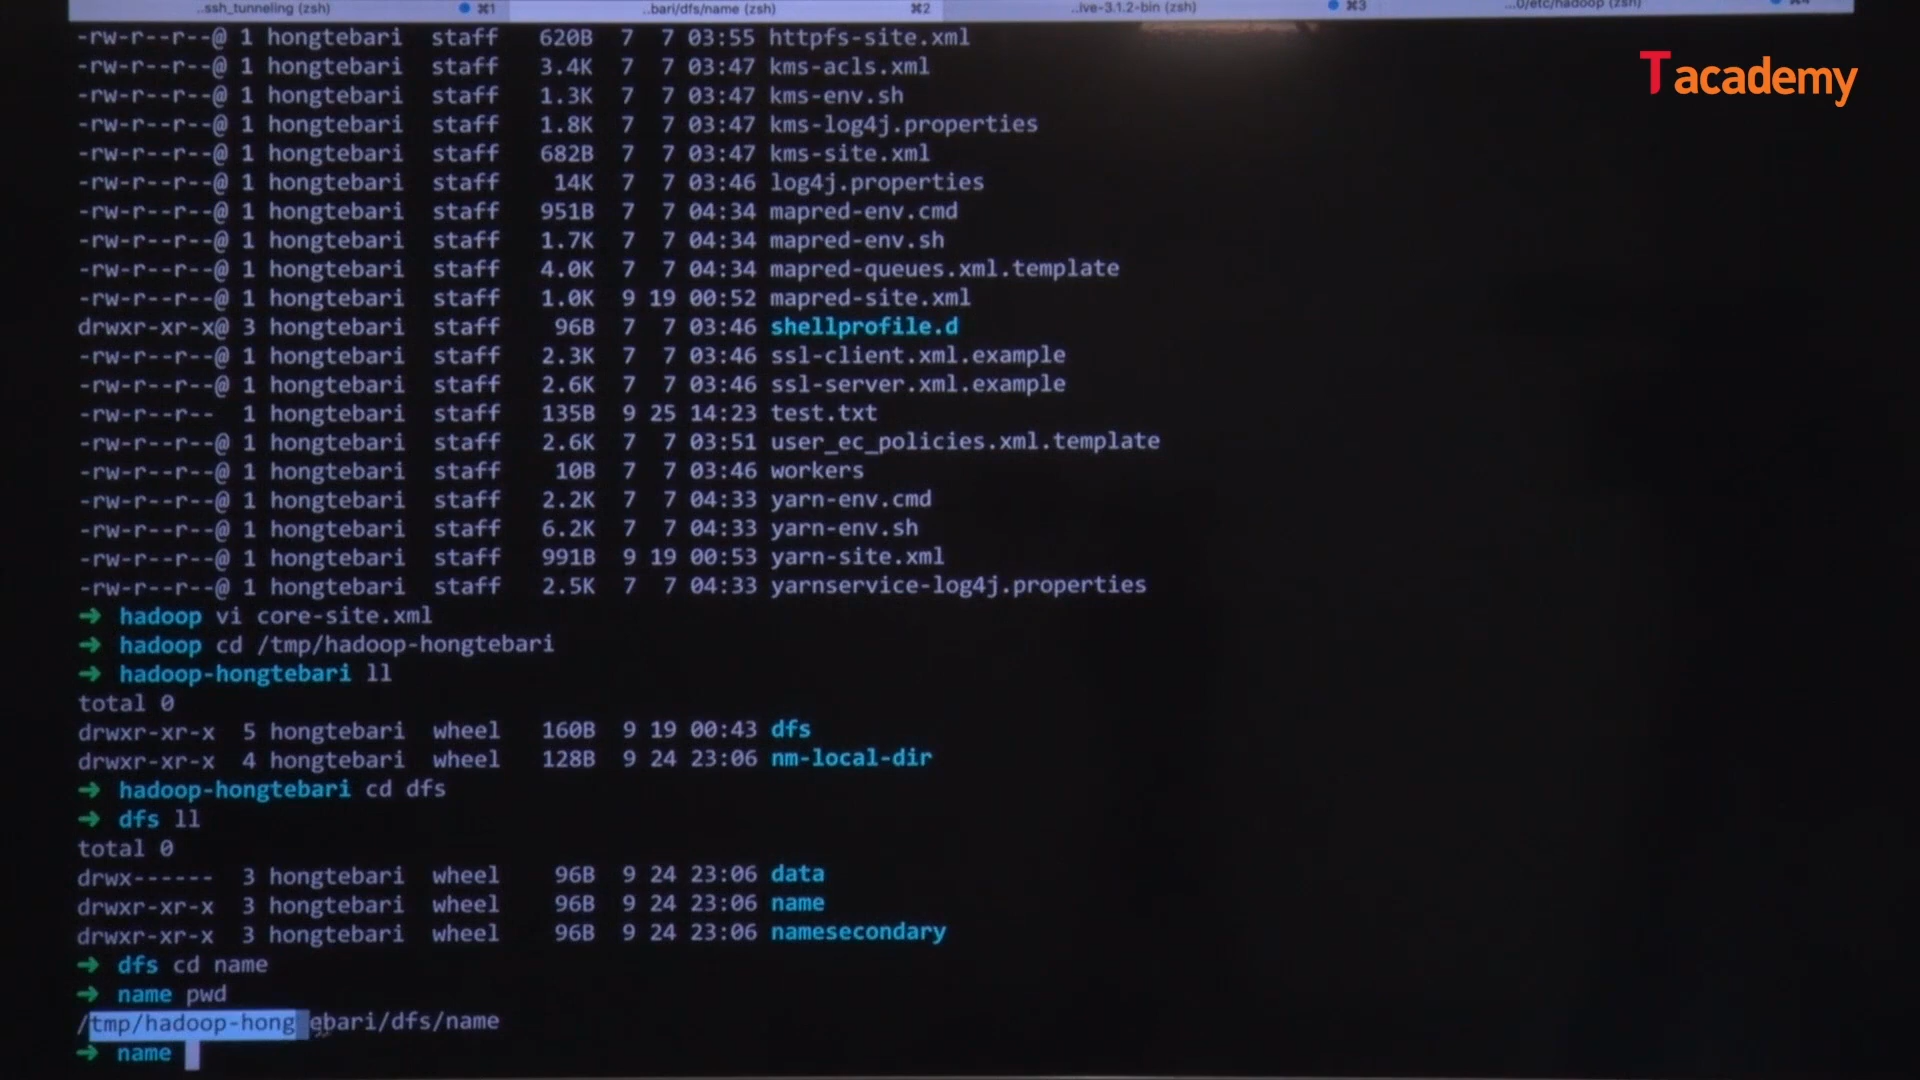 ..ssh_tunneling (zsh) ⌘1 ..bari/dfs/name (zsh) ⌘2 ..ive-3.1.2-bin (zsh) ⌘3 ..0/etc/hadoop (zsh) ⌘4
Tacademy
-rw-r--r--@ 1 hongtebari staff 620B 7 7 03:55 httpfs-site.xml
-rw-r--r--@ 1 hongtebari staff 3.4K 7 7 03:47 kms-acls.xml
-rw-r--r--@ 1 hongtebari staff 1.3K 7 7 03:47 kms-env.sh
-rw-r--r--@ 1 hongtebari staff 1.8K 7 7 03:47 kms-log4j.properties
-rw-r--r--@ 1 hongtebari staff 682B 7 7 03:47 kms-site.xml
-rw-r--r--@ 1 hongtebari staff 14K 7 7 03:46 log4j.properties
-rw-r--r--@ 1 hongtebari staff 951B 7 7 04:34 mapred-env.cmd
-rw-r--r--@ 1 hongtebari staff 1.7K 7 7 04:34 mapred-env.sh
-rw-r--r--@ 1 hongtebari staff 4.0K 7 7 04:34 mapred-queues.xml.template
-rw-r--r--@ 1 hongtebari staff 1.0K 9 19 00:52 mapred-site.xml
drwxr-xr-x@ 3 hongtebari staff 96B 7 7 03:46 shellprofile.d
-rw-r--r--@ 1 hongtebari staff 2.3K 7 7 03:46 ssl-client.xml.example
-rw-r--r--@ 1 hongtebari staff 2.6K 7 7 03:46 ssl-server.xml.example
-rw-r--r-- 1 hongtebari staff 135B 9 25 14:23 test.txt
-rw-r--r--@ 1 hongtebari staff 2.6K 7 7 03:51 user_ec_policies.xml.template
-rw-r--r--@ 1 hongtebari staff 10B 7 7 03:46 workers
-rw-r--r--@ 1 hongtebari staff 2.2K 7 7 04:33 yarn-env.cmd
-rw-r--r--@ 1 hongtebari staff 6.2K 7 7 04:33 yarn-env.sh
-rw-r--r--@ 1 hongtebari staff 991B 9 19 00:53 yarn-site.xml
-rw-r--r--@ 1 hongtebari staff 2.5K 7 7 04:33 yarnservice-log4j.properties
➜ hadoop vi core-site.xml
➜ hadoop cd /tmp/hadoop-hongtebari
➜ hadoop-hongtebari ll
total 0
drwxr-xr-x 5 hongtebari wheel 160B 9 19 00:43 dfs
drwxr-xr-x 4 hongtebari wheel 128B 9 24 23:06 nm-local-dir
➜ hadoop-hongtebari cd dfs
➜ dfs ll
total 0
drwx------ 3 hongtebari wheel 96B 9 24 23:06 data
drwxr-xr-x 3 hongtebari wheel 96B 9 24 23:06 name
drwxr-xr-x 3 hongtebari wheel 96B 9 24 23:06 namesecondary
➜ dfs cd name
➜ name pwd
/tmp/hadoop-hongtebari/dfs/name
➜ name